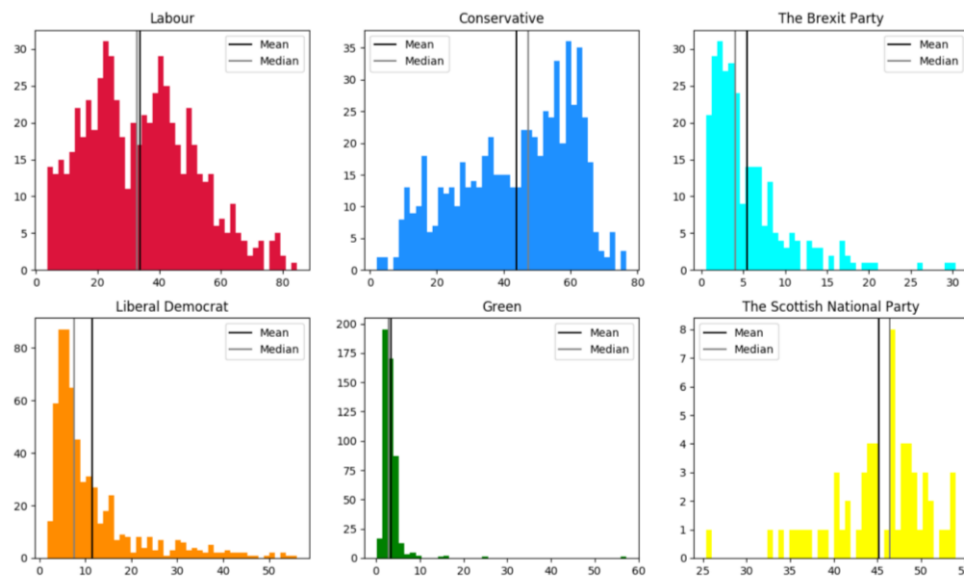 Labour
Mean
Median
30
25
20
15
10
5
0
0 20 40 60 80
Conservative
Mean
Median
35
30
25
20
15
10
5
0
0 20 40 60 80
The Brexit Party
Mean
Median
30
25
20
15
10
5
0
0 5 10 15 20 25 30
Liberal Democrat
Mean
Median
80
60
40
20
0
0 10 20 30 40 50
Green
Mean
Median
200
175
150
125
100
75
50
25
0
0 10 20 30 40 50 60
The Scottish National Party
Mean
Median
8
7
6
5
4
3
2
1
0
25 30 35 40 45 50